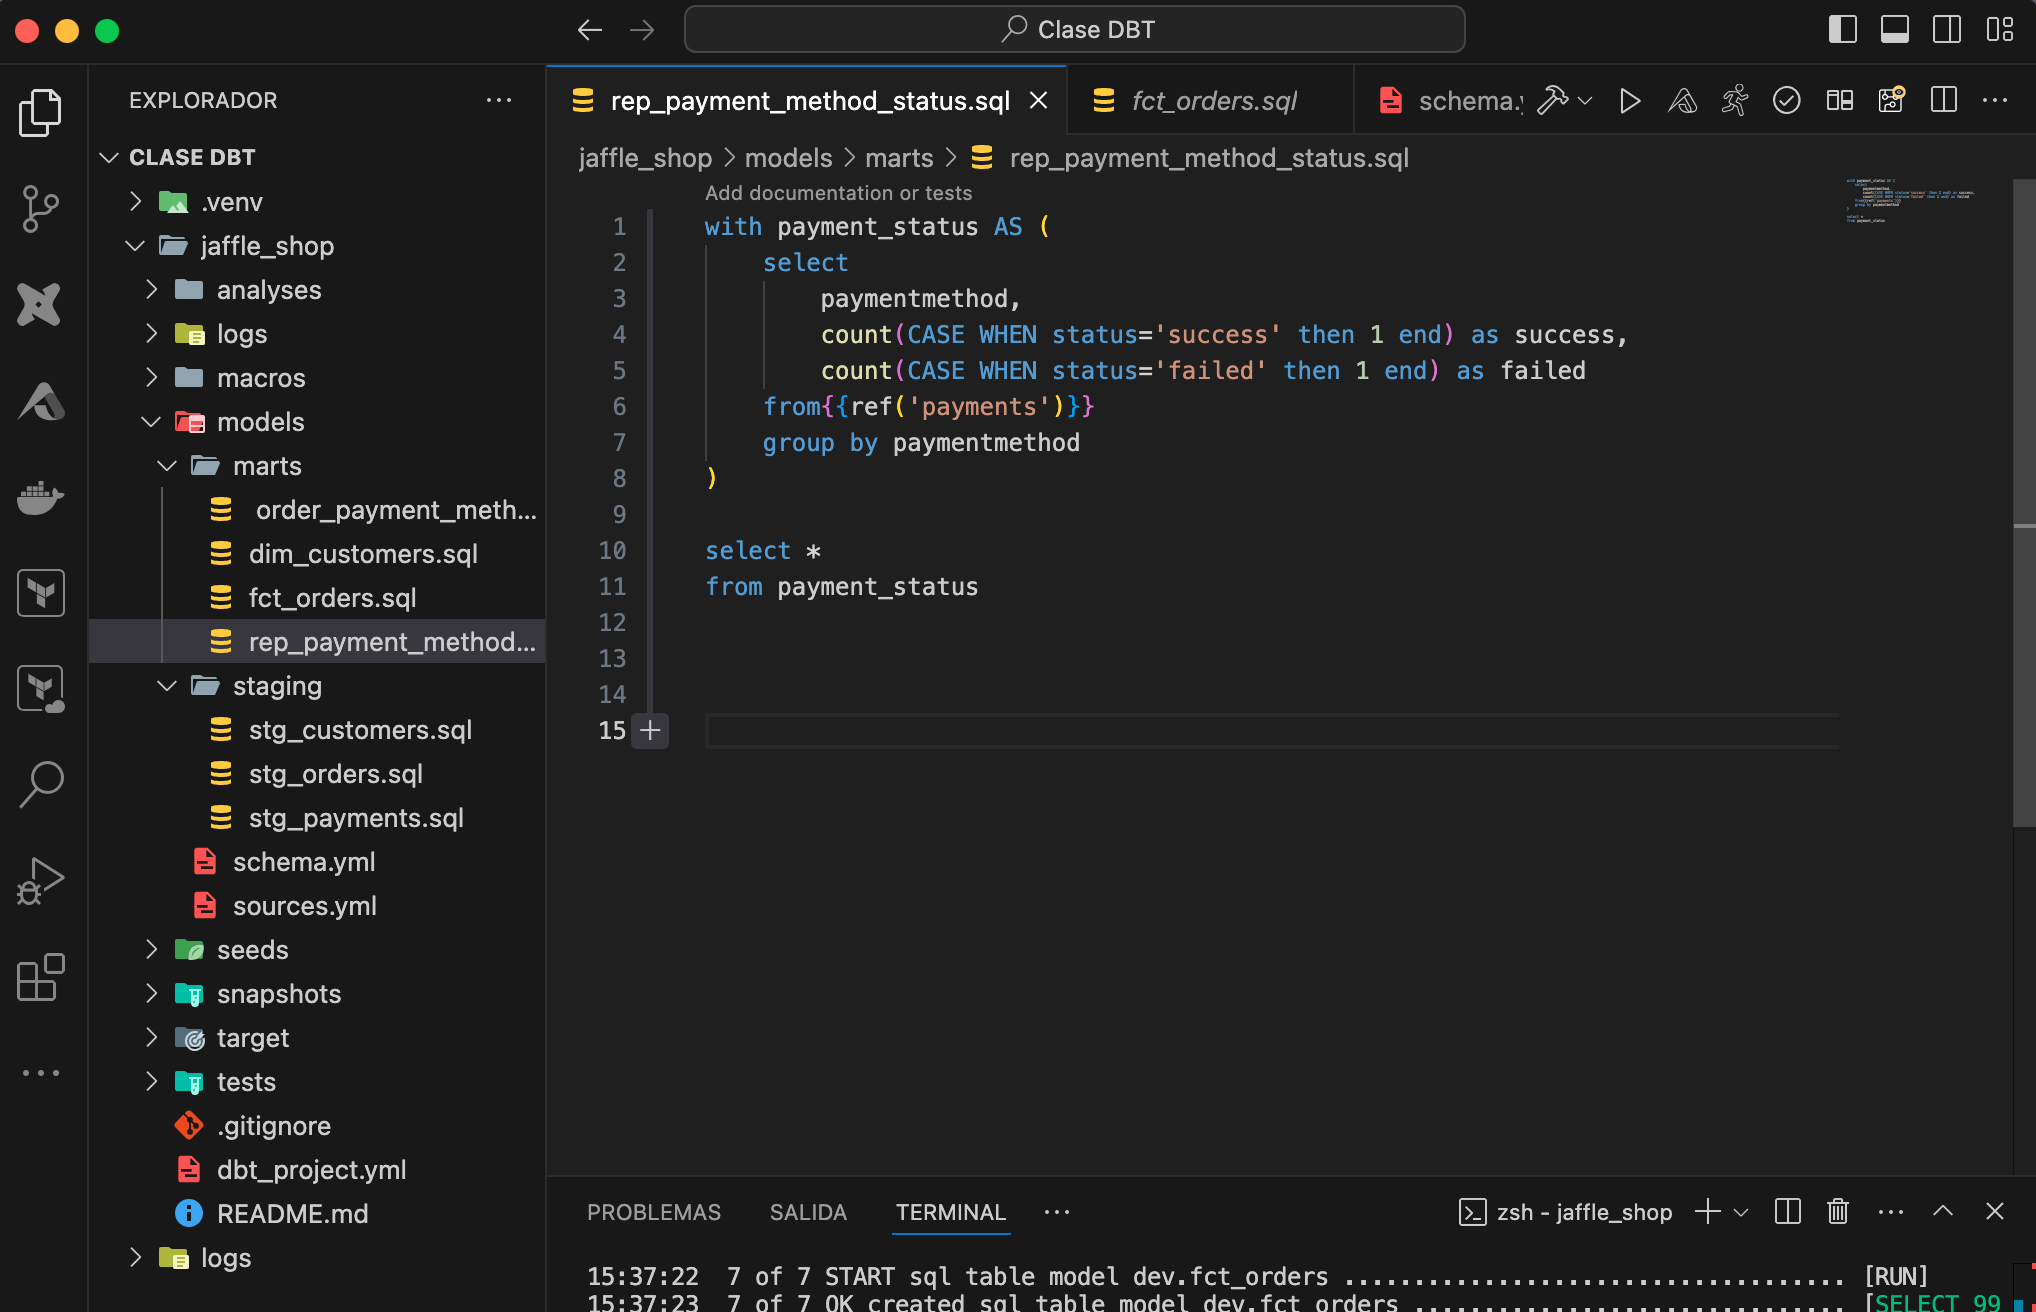 Clase DBT
EXPLORADOR
CLASE DBT
.venv
jaffle_shop
analyses
logs
macros
models
marts
order_payment_meth...
dim_customers.sql
fct_orders.sql
rep_payment_method...
staging
stg_customers.sql
stg_orders.sql
stg_payments.sql
schema.yml
sources.yml
seeds
snapshots
target
tests
.gitignore
dbt_project.yml
README.md
logs
rep_payment_method_status.sql
fct_orders.sql
schema.y
jaffle_shop > models > marts > rep_payment_method_status.sql
Add documentation or tests
1 with payment_status AS (
2 select
3 paymentmethod,
4 count(CASE WHEN status='success' then 1 end) as success,
5 count(CASE WHEN status='failed' then 1 end) as failed
6 from{{ref('payments')}}
7 group by paymentmethod
8 )
9
10 select *
11 from payment_status
12
13
14
15
PROBLEMAS SALIDA TERMINAL ...
zsh - jaffle_shop
15:37:22 7 of 7 START sql table model dev.fct_orders .................................. [RUN]
15:37:23 7 of 7 OK created sql table model dev.fct_orders ............................. [SELECT 99